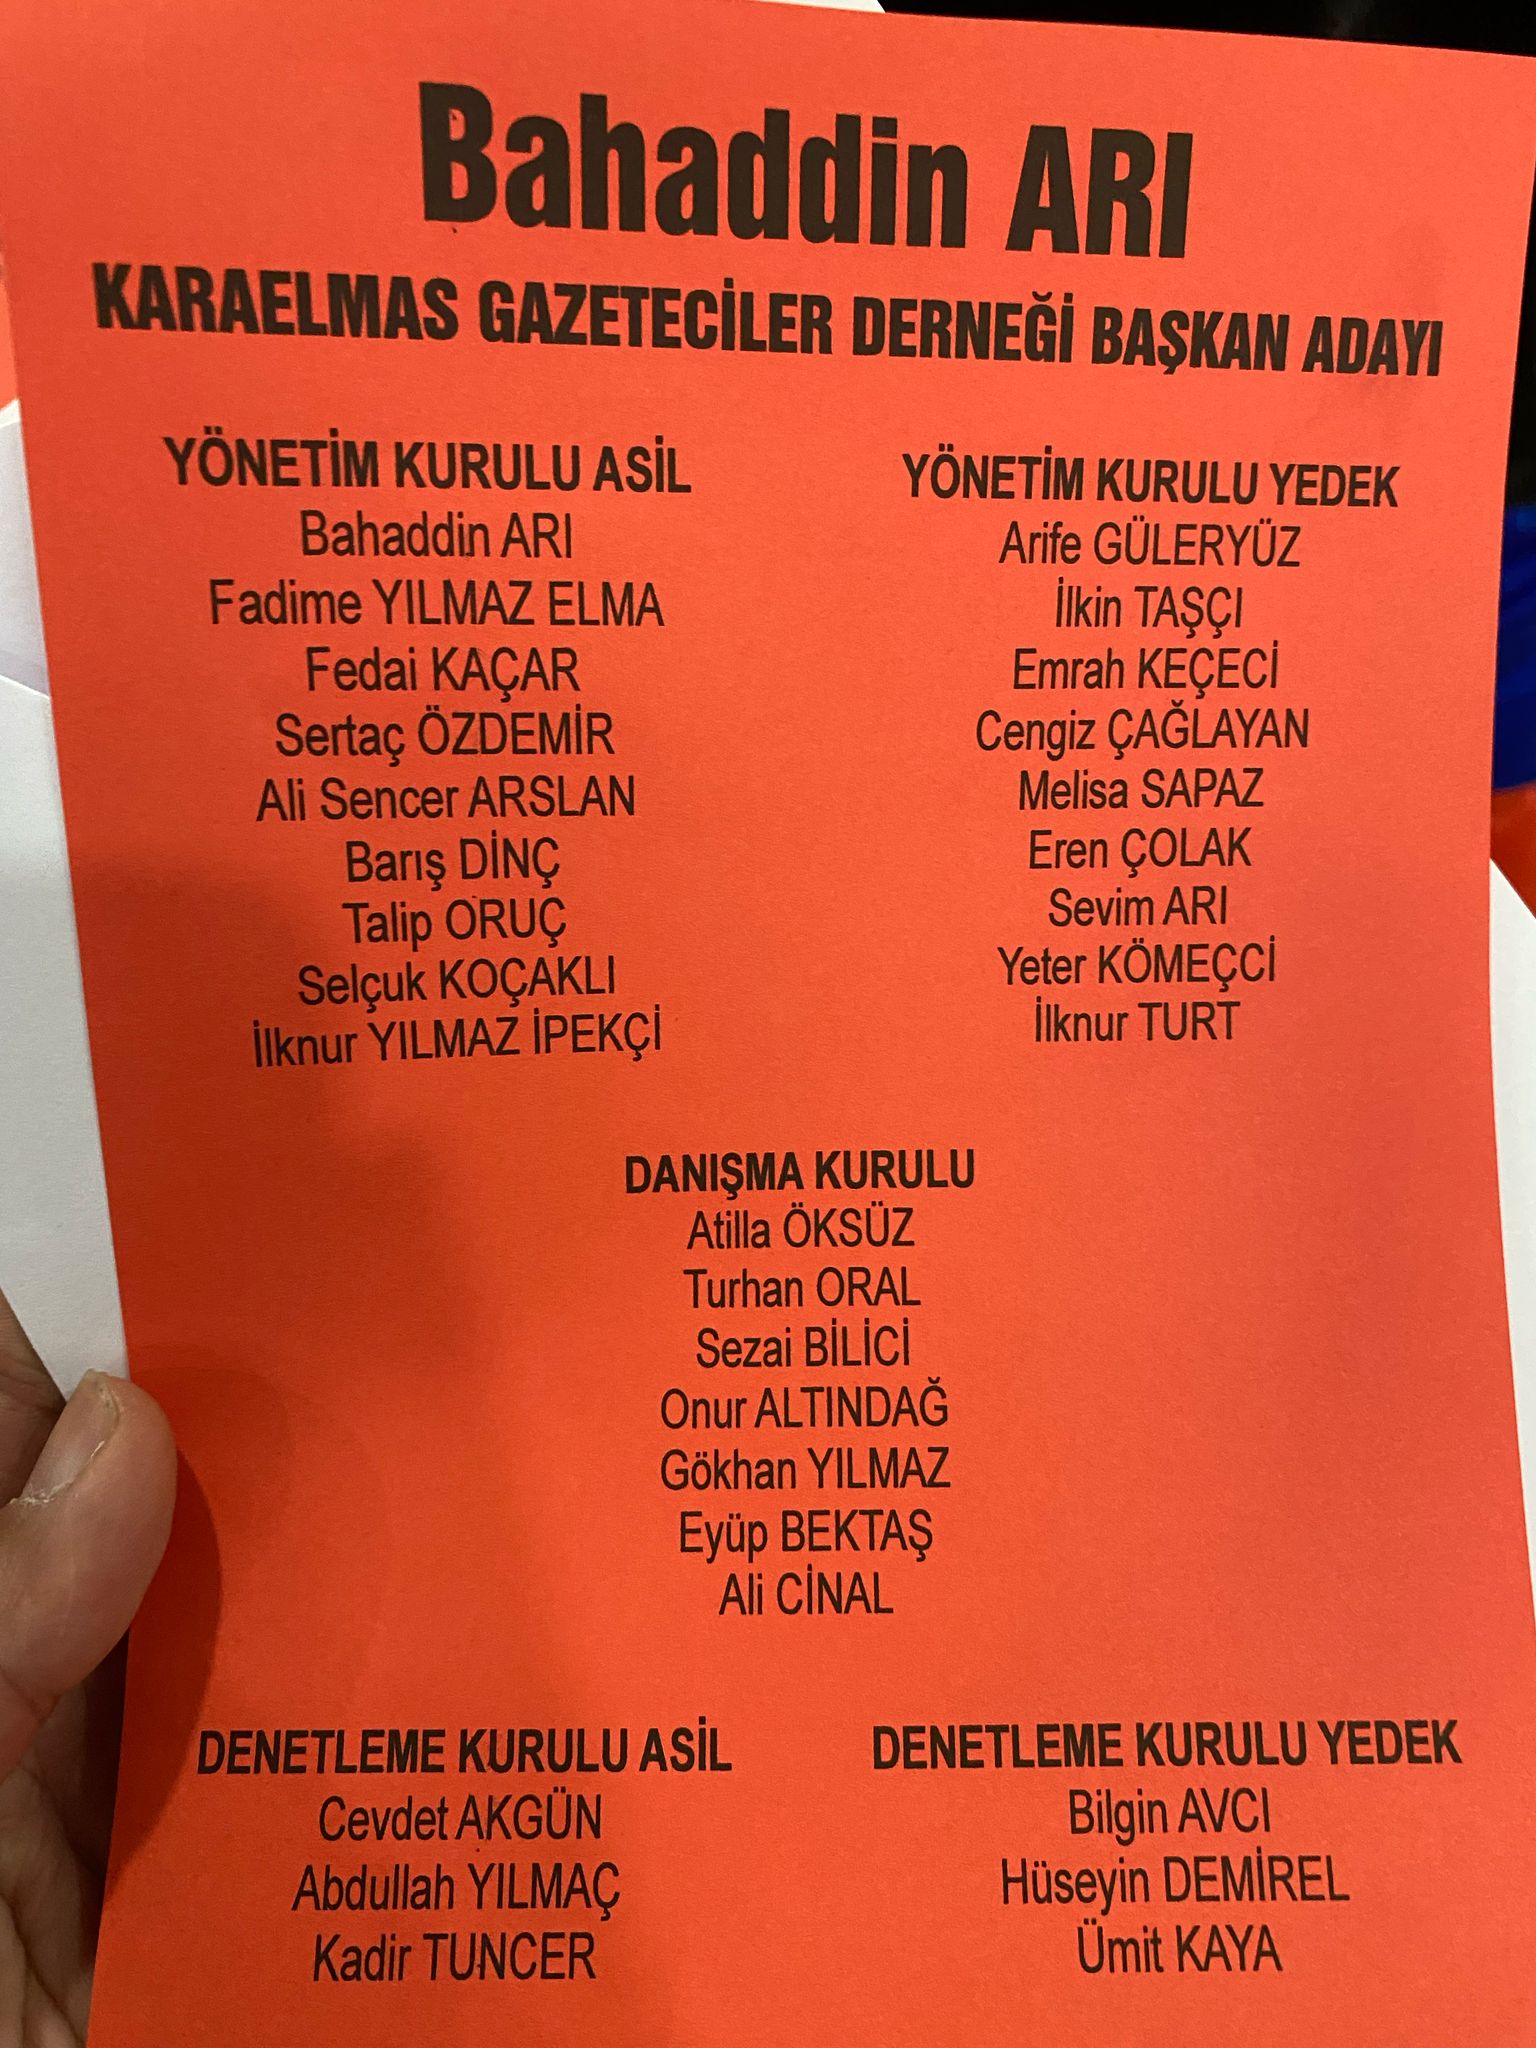 Bahaddin ARI
KARAELMAS GAZETECİLER DERNEĞİ BAŞKAN ADAYI
YÖNETİM KURULU ASİL
Bahaddin ARI
Fadime YILMAZ ELMA
Fedai KAÇAR
Sertaç ÖZDEMİR
Ali Sencer ARSLAN
Barış DİNÇ
Talip ORUÇ
Selçuk KOÇAKLI
İlknur YILMAZ İPEKÇİ
YÖNETİM KURULU YEDEK
Arife GÜLERYÜZ
İlkin TAŞÇI
Emrah KEÇECİ
Cengiz ÇAĞLAYAN
Melisa SAPAZ
Eren ÇOLAK
Sevim ARI
Yeter KÖMEÇCİ
İlknur TURT
DANIŞMA KURULU
Atilla ÖKSÜZ
Turhan ORAL
Sezai BİLİCİ
Onur ALTINDAĞ
Gökhan YILMAZ
Eyüp BEKTAŞ
Ali CİNAL
DENETLEME KURULU ASİL
Cevdet AKGÜN
Abdullah YILMAÇ
Kadir TUNCER
DENETLEME KURULU YEDEK
Bilgin AVCI
Hüseyin DEMİREL
Ümit KAYA